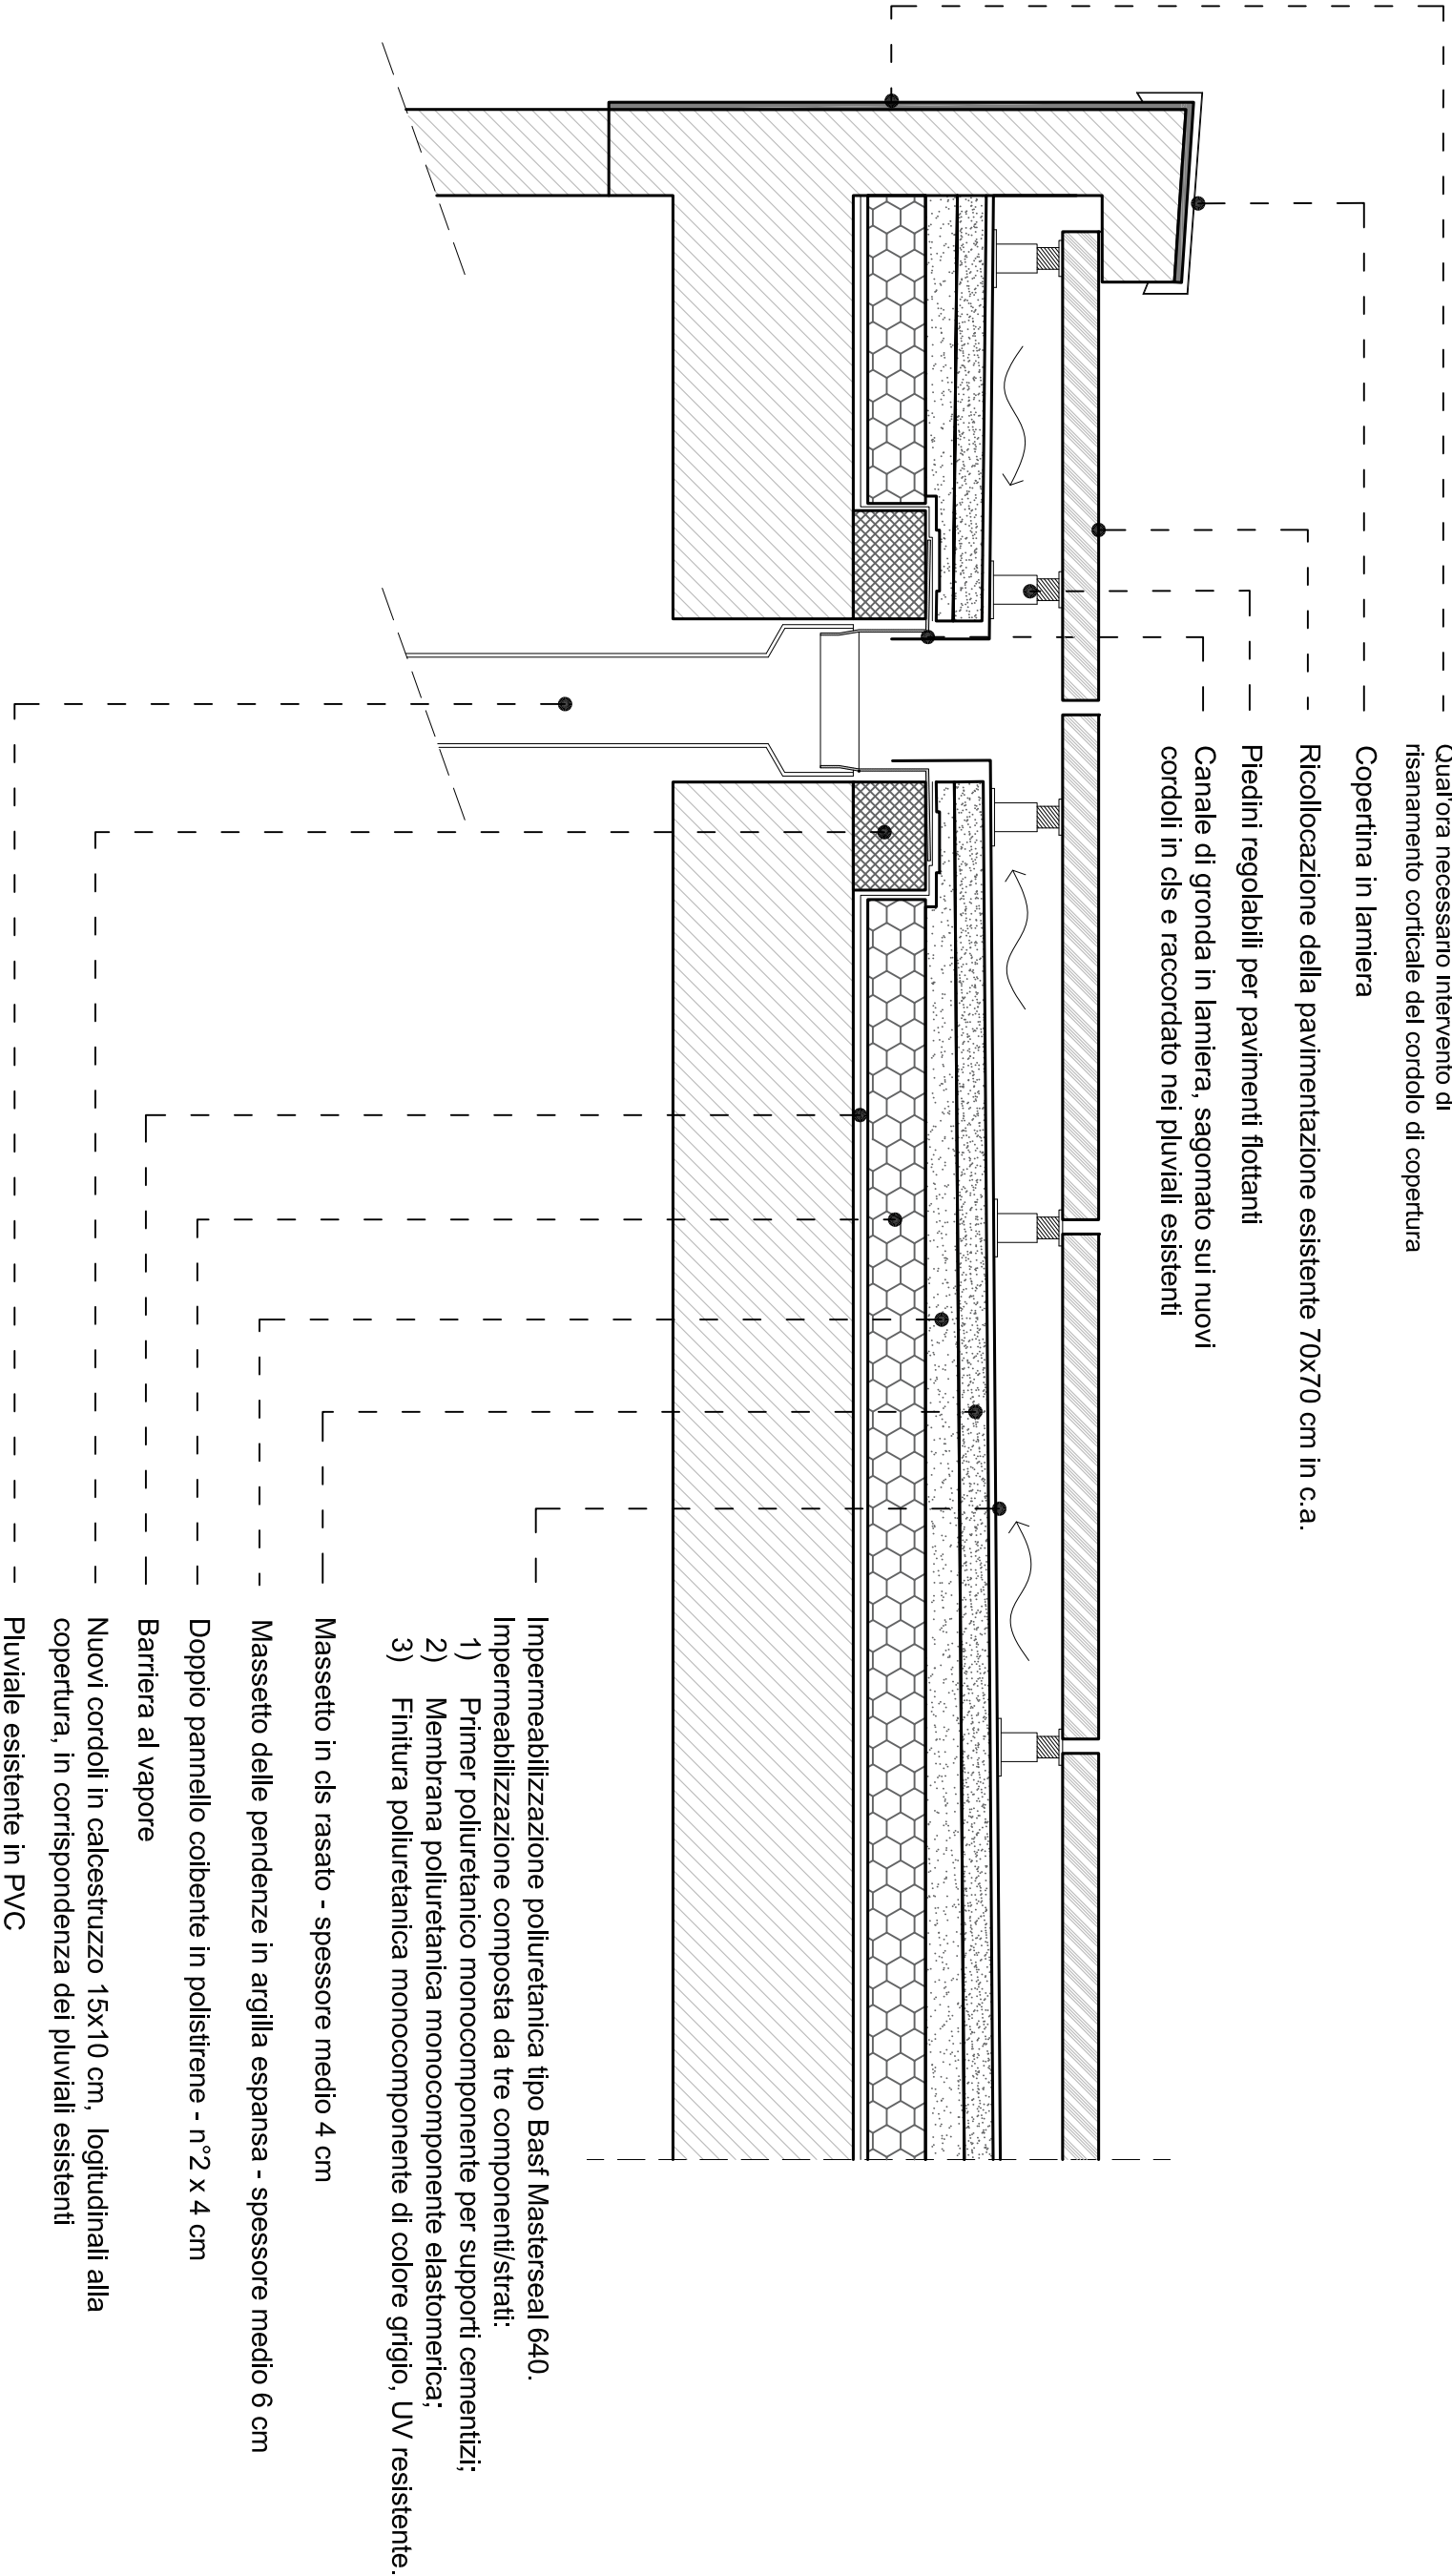 Qual'ora necessario intervento di
risanamento corticale del cordolo di copertura
Copertina in lamiera
Ricollocazione della pavimentazione esistente 70x70 cm in c.a.
Piedini regolabili per pavimenti flottanti
Canale di gronda in lamiera, sagomato sui nuovi
cordoli in cls e raccordato nei pluviali esistenti
Impermeabilizzazione poliuretanica tipo Basf Masterseal 640.
Impermeabilizzazione composta da tre componenti/strati:
1) Primer poliuretanico monocomponente per supporti cementizi;
2) Membrana poliuretanica monocomponente elastomerica;
3) Finitura poliuretanica monocomponente di colore grigio, UV resistente.
Massetto in cls rasato - spessore medio 4 cm
Massetto delle pendenze in argilla espansa - spessore medio 6 cm
Doppio pannello coibente in polistirene - n°2 x 4 cm
Barriera al vapore
Nuovi cordoli in calcestruzzo 15x10 cm, logitudinali alla
copertura, in corrispondenza dei pluviali esistenti
Pluviale esistente in PVC